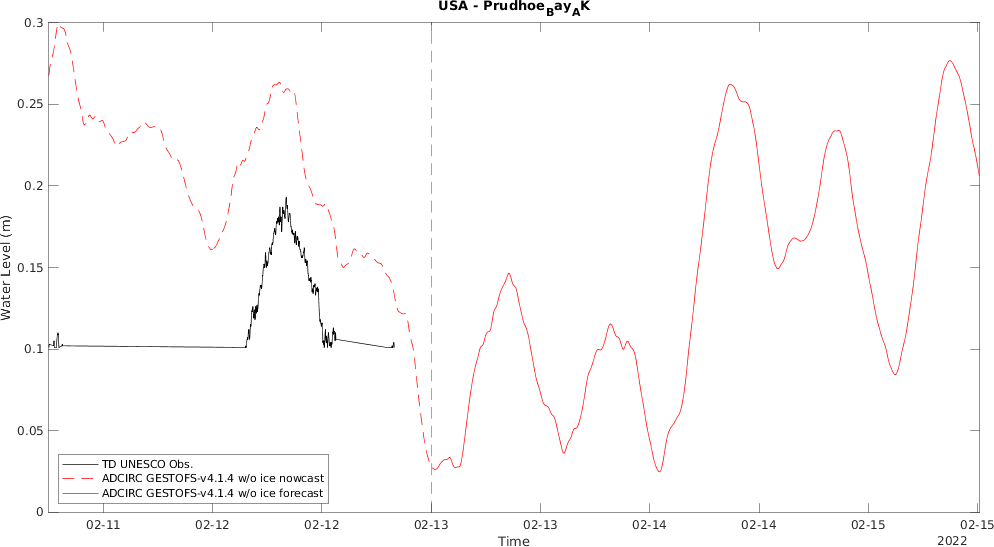 USA - PrudhoeBayAK
0.3
0.25
0.2
0.15
0.1
0.05
0
Water Level (m)
TD UNESCO Obs.
ADCIRC GESTOFS-v4.1.4 w/o ice nowcast
ADCIRC GESTOFS-v4.1.4 w/o ice forecast
02-11 02-12 02-12 02-13 02-13 02-14 02-14 02-15 02-15
Time
2022